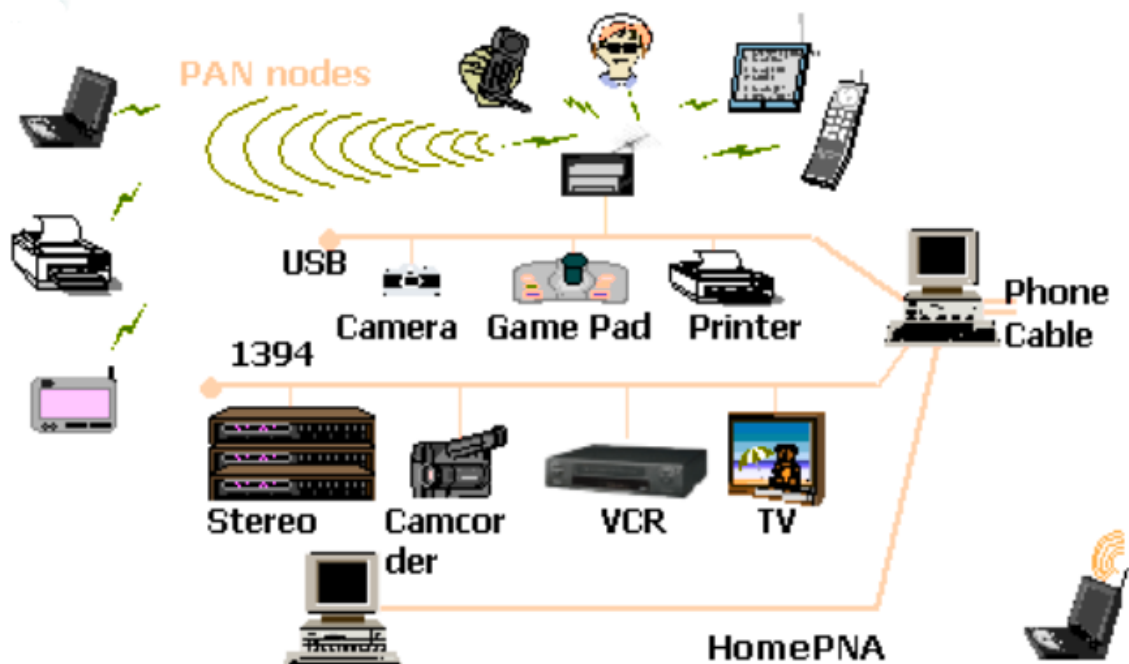 PAN nodes
USB
Camera
Game Pad
Printer
Phone
Cable
1394
Stereo
Camcor
der
VCR
TV
HomePNA